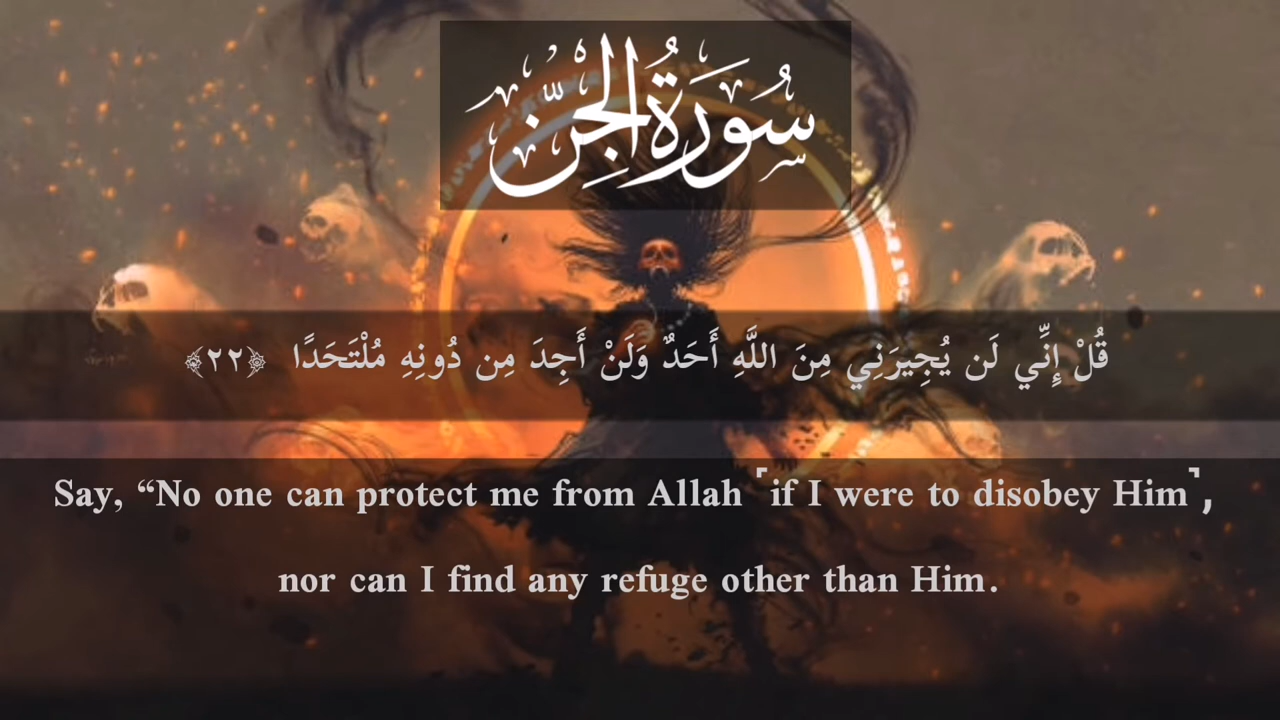 سُورَةُ الجِنّ
قُلْ إِنِّي لَن يُجِيرَنِي مِنَ اللَّهِ أَحَدٌ وَلَنْ أَجِدَ مِن دُونِهِ مُلْتَحَدًا ﴿٢٢﴾
Say, “No one can protect me from Allah ˹if I were to disobey Him˺,
nor can I find any refuge other than Him.